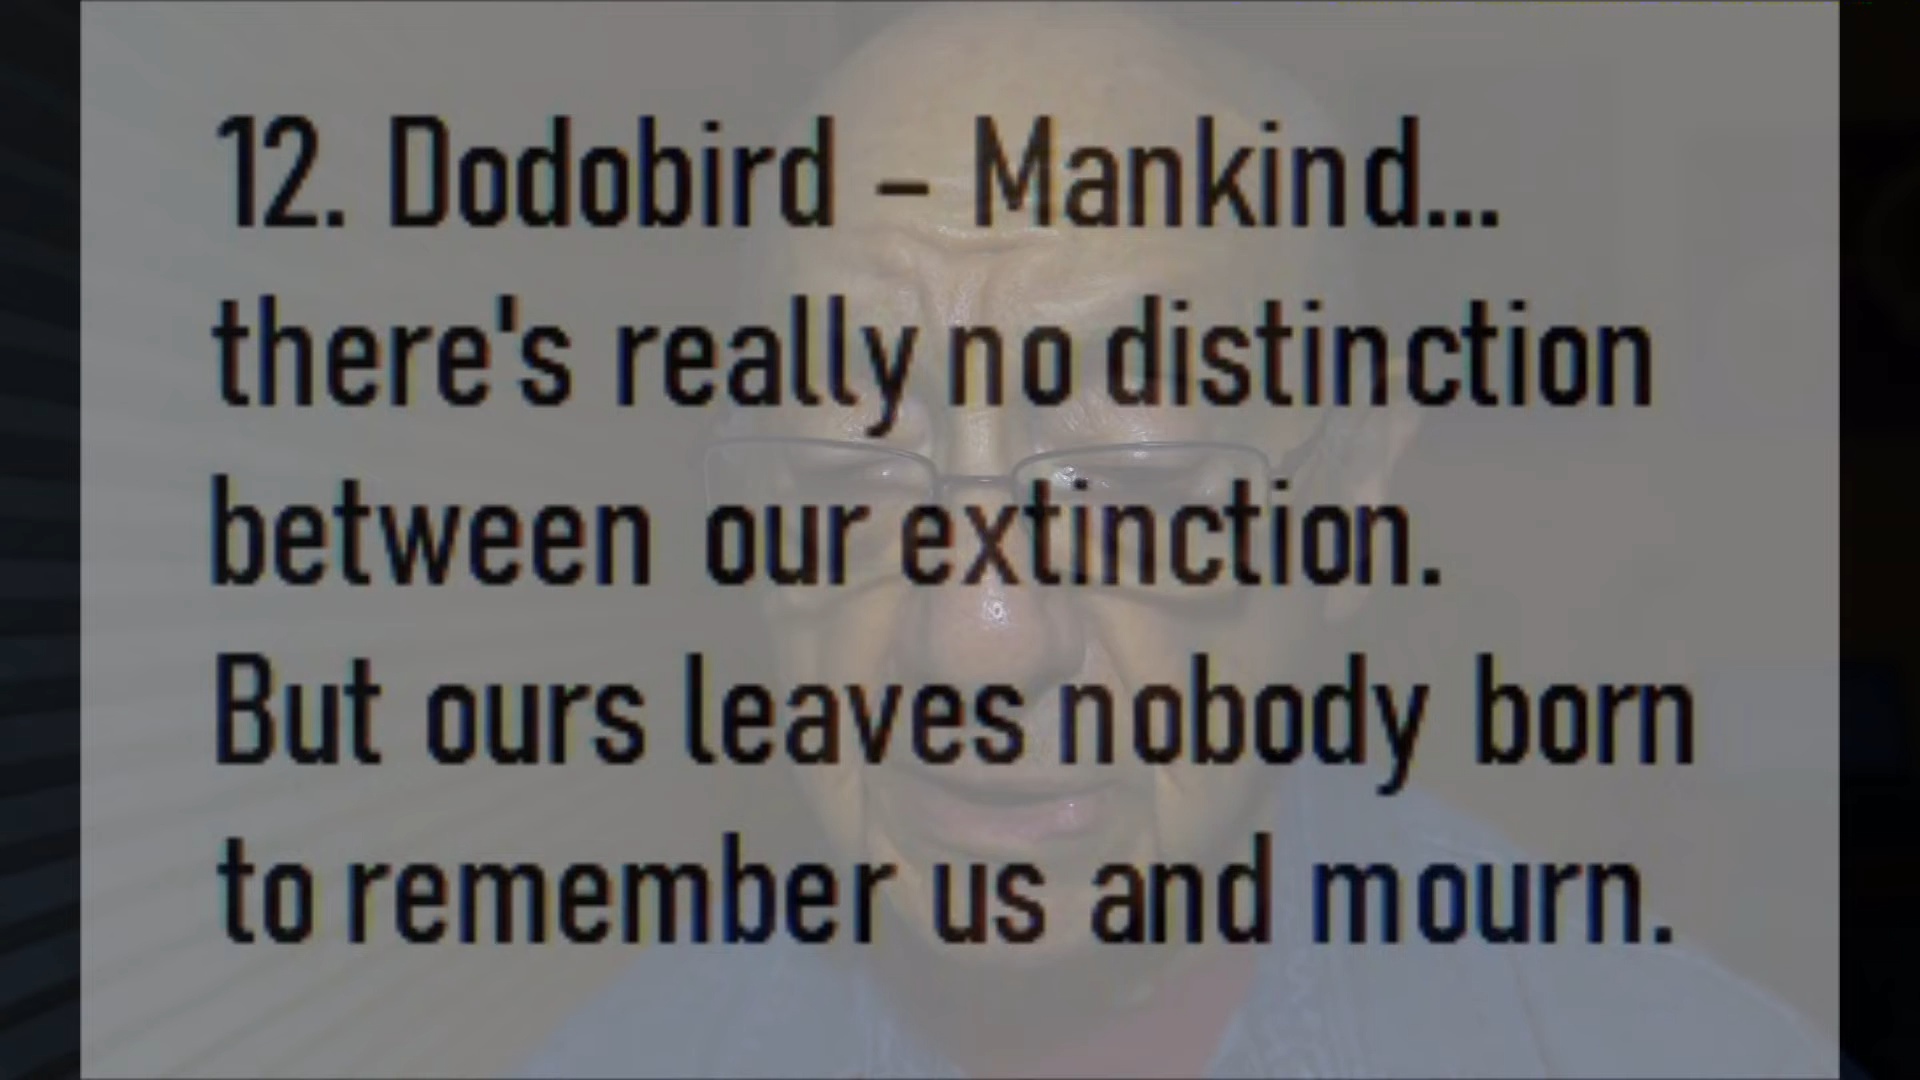 12. Dodobird – Mankind...
there's really no distinction
between our extinction.
But ours leaves nobody born
to remember us and mourn.